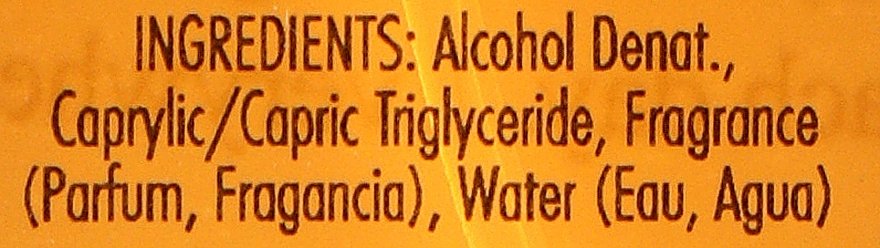 INGREDIENTS: Alcohol Denat.,
Caprylic/Capric Triglyceride, Fragrance
(Parfum, Fragancia), Water (Eau, Agua)